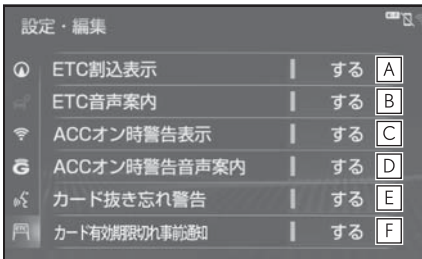 設定・編集
ETC割込表示 する A
ETC音声案内 する B
ACCオン時警告表示 する C
ACCオン時警告音声案内 する D
カード抜き忘れ警告 する E
カード有効期限切れ事前通知 する F